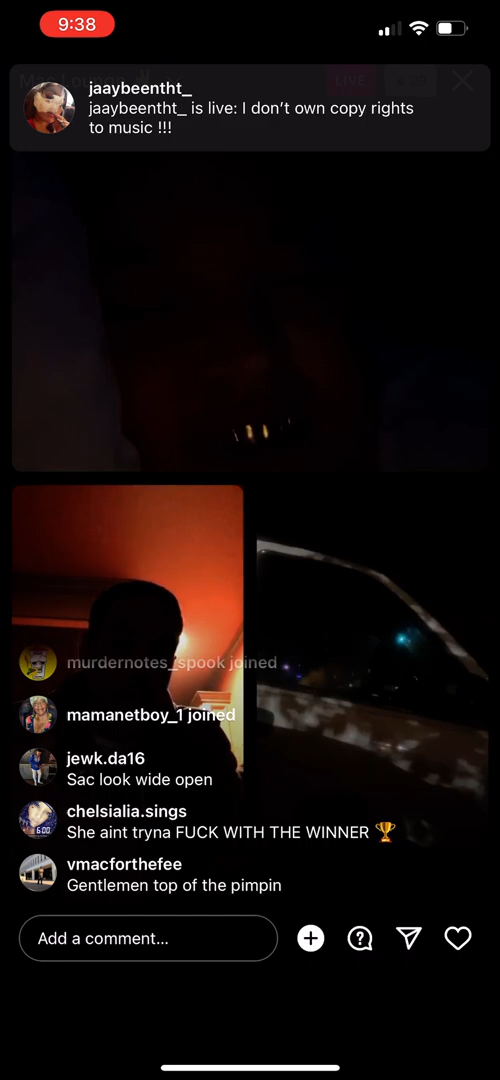 9:38
jaaybeentht_
jaaybeentht_ is live: I don’t own copy rights
to music !!!
LIVE
murdernotes_spook joined
mamanetboy_1 joined
jewk.da16
Sac look wide open
chelsialia.sings
She aint tryna FUCK WITH THE WINNER 🏆
vmacforthefee
Gentlemen top of the pimpin
Add a comment...